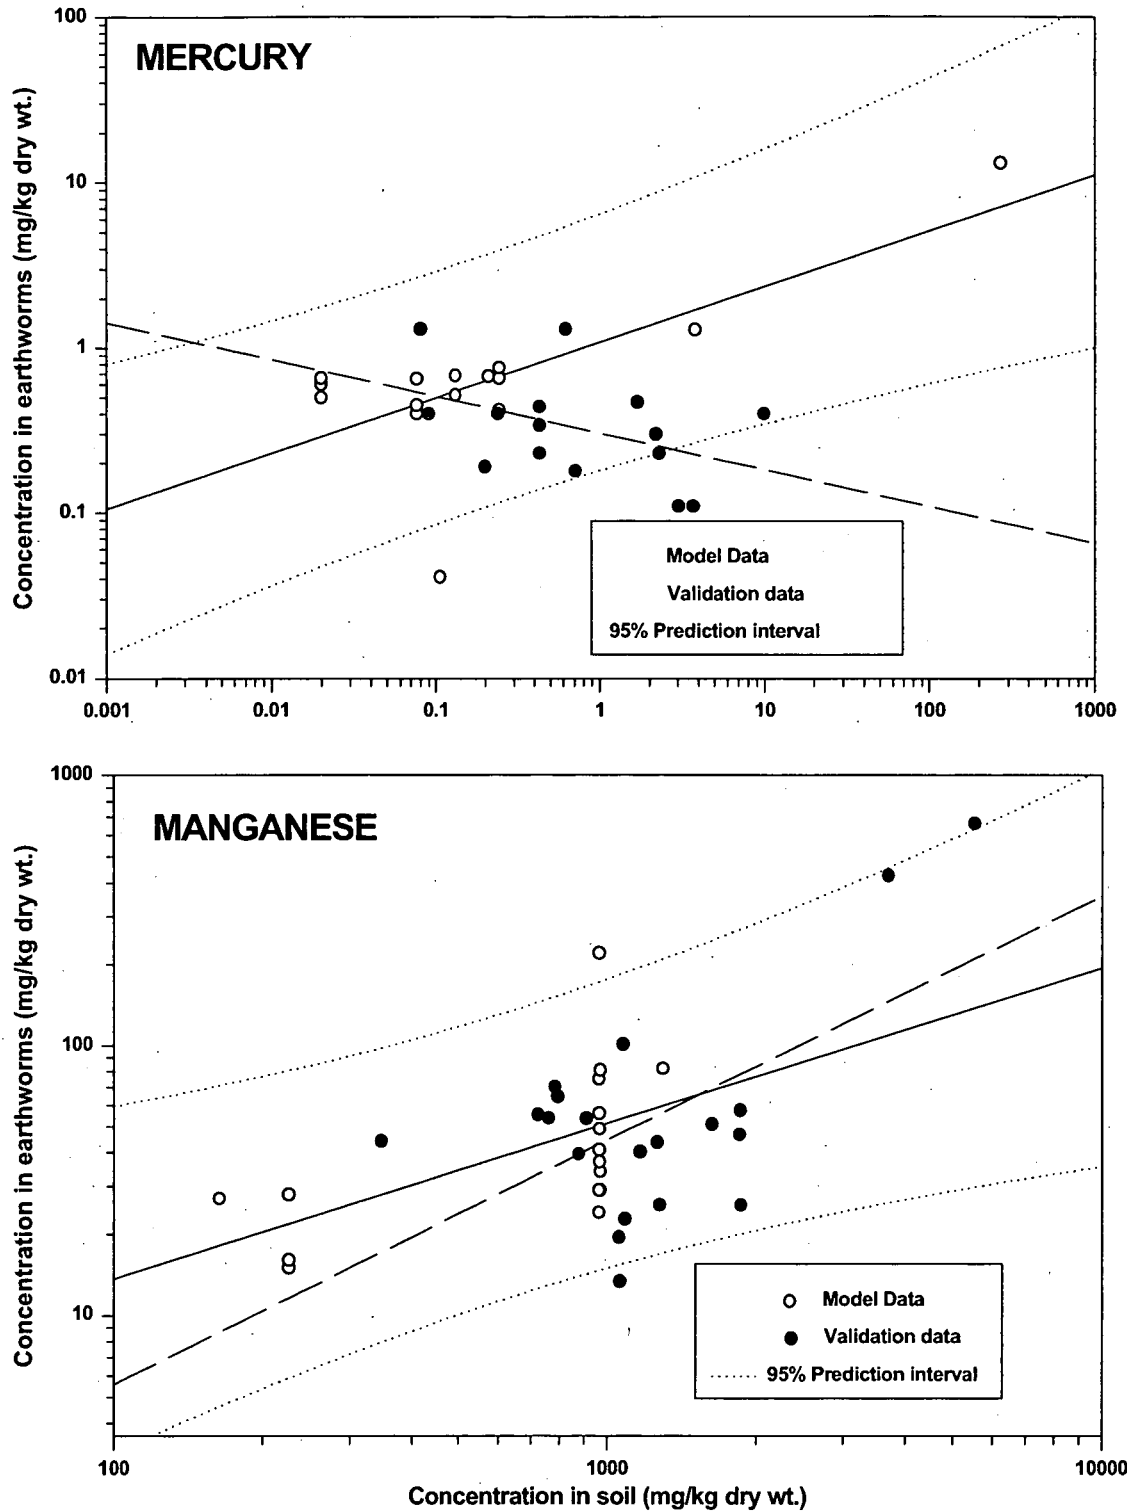 MERCURY
Concentration in earthworms (mg/kg dry wt.)
100
10
1
0.1
0.01
0.001
0.01
0.1
1
10
100
1000
Model Data
Validation data
95% Prediction interval
MANGANESE
Concentration in earthworms (mg/kg dry wt.)
1000
100
10
100
1000
10000
Model Data
Validation data
95% Prediction interval
Concentration in soil (mg/kg dry wt.)